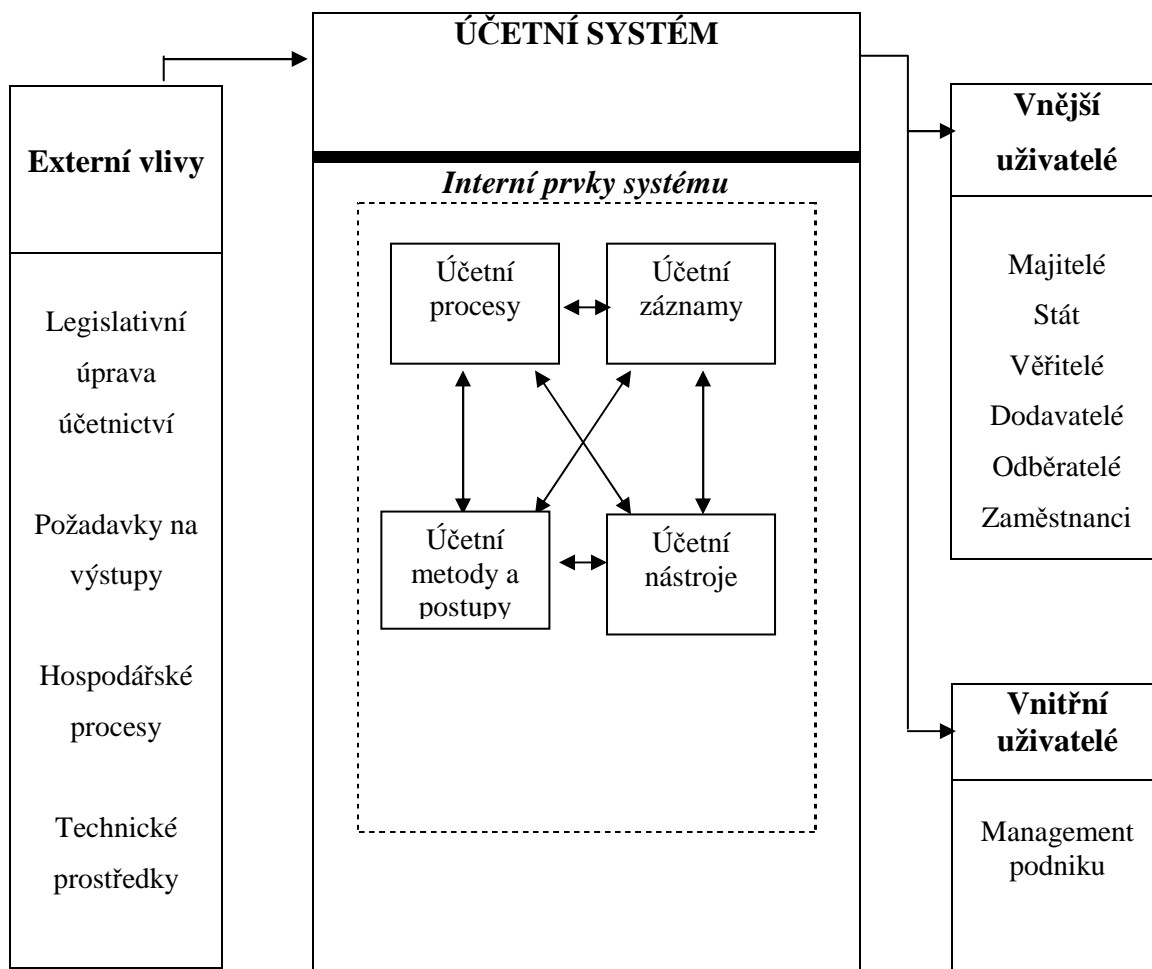 ÚČETNÍ SYSTÉM
Externí vlivy
Legislativní
úprava
účetnictví
Požadavky na
výstupy
Hospodářské
procesy
Technické
prostředky
Interní prvky systému
Účetní
procesy
Účetní
záznamy
Účetní
metody a
postupy
Účetní
nástroje
Vnější
uživatelé
Majitelé
Stát
Věřitelé
Dodavatelé
Odběratelé
Zaměstnanci
Vnitřní
uživatelé
Management
podniku